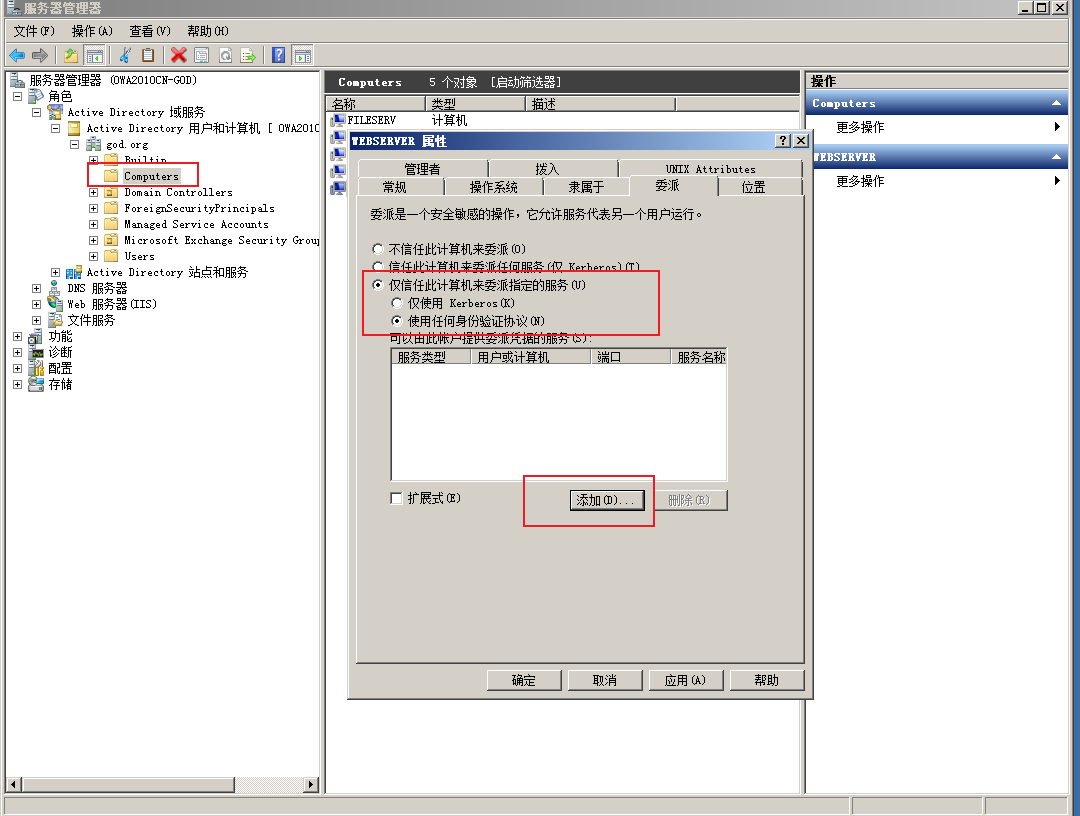 服务器管理器
文件(F) 操作(A) 查看(V) 帮助(H)
服务器管理器 (OWA2010CN-GOD)
角色
Active Directory 域服务
Active Directory 用户和计算机 [ OWA201
god.org
Builtin
Computers
Domain Controllers
ForeignSecurityPrincipals
Managed Service Accounts
Microsoft Exchange Security Grou
Users
Active Directory 站点和服务
DNS 服务器
Web 服务器(IIS)
文件服务
功能
诊断
配置
存储
Computers 5 个对象 [启动筛选器]
名称 类型 描述
FILESERV 计算机
WEBSERVER 属性
管理者 拨入 UNIX Attributes
常规 操作系统 隶属于 委派 位置
委派是一个安全敏感的操作，它允许服务代表另一个用户运行。
不信任此计算机来委派(O)
信任此计算机来委派任何服务(仅 Kerberos)(T)
仅信任此计算机来委派指定的服务(U)
仅使用 Kerberos(K)
使用任何身份验证协议(N)
可以由此帐户提供委派凭据的服务(S):
服务类型 用户或计算机 端口 服务名称
扩展式(E) 添加(D)... 删除(R)
确定 取消 应用(A) 帮助
操作
Computers
更多操作
WEBSERVER
更多操作